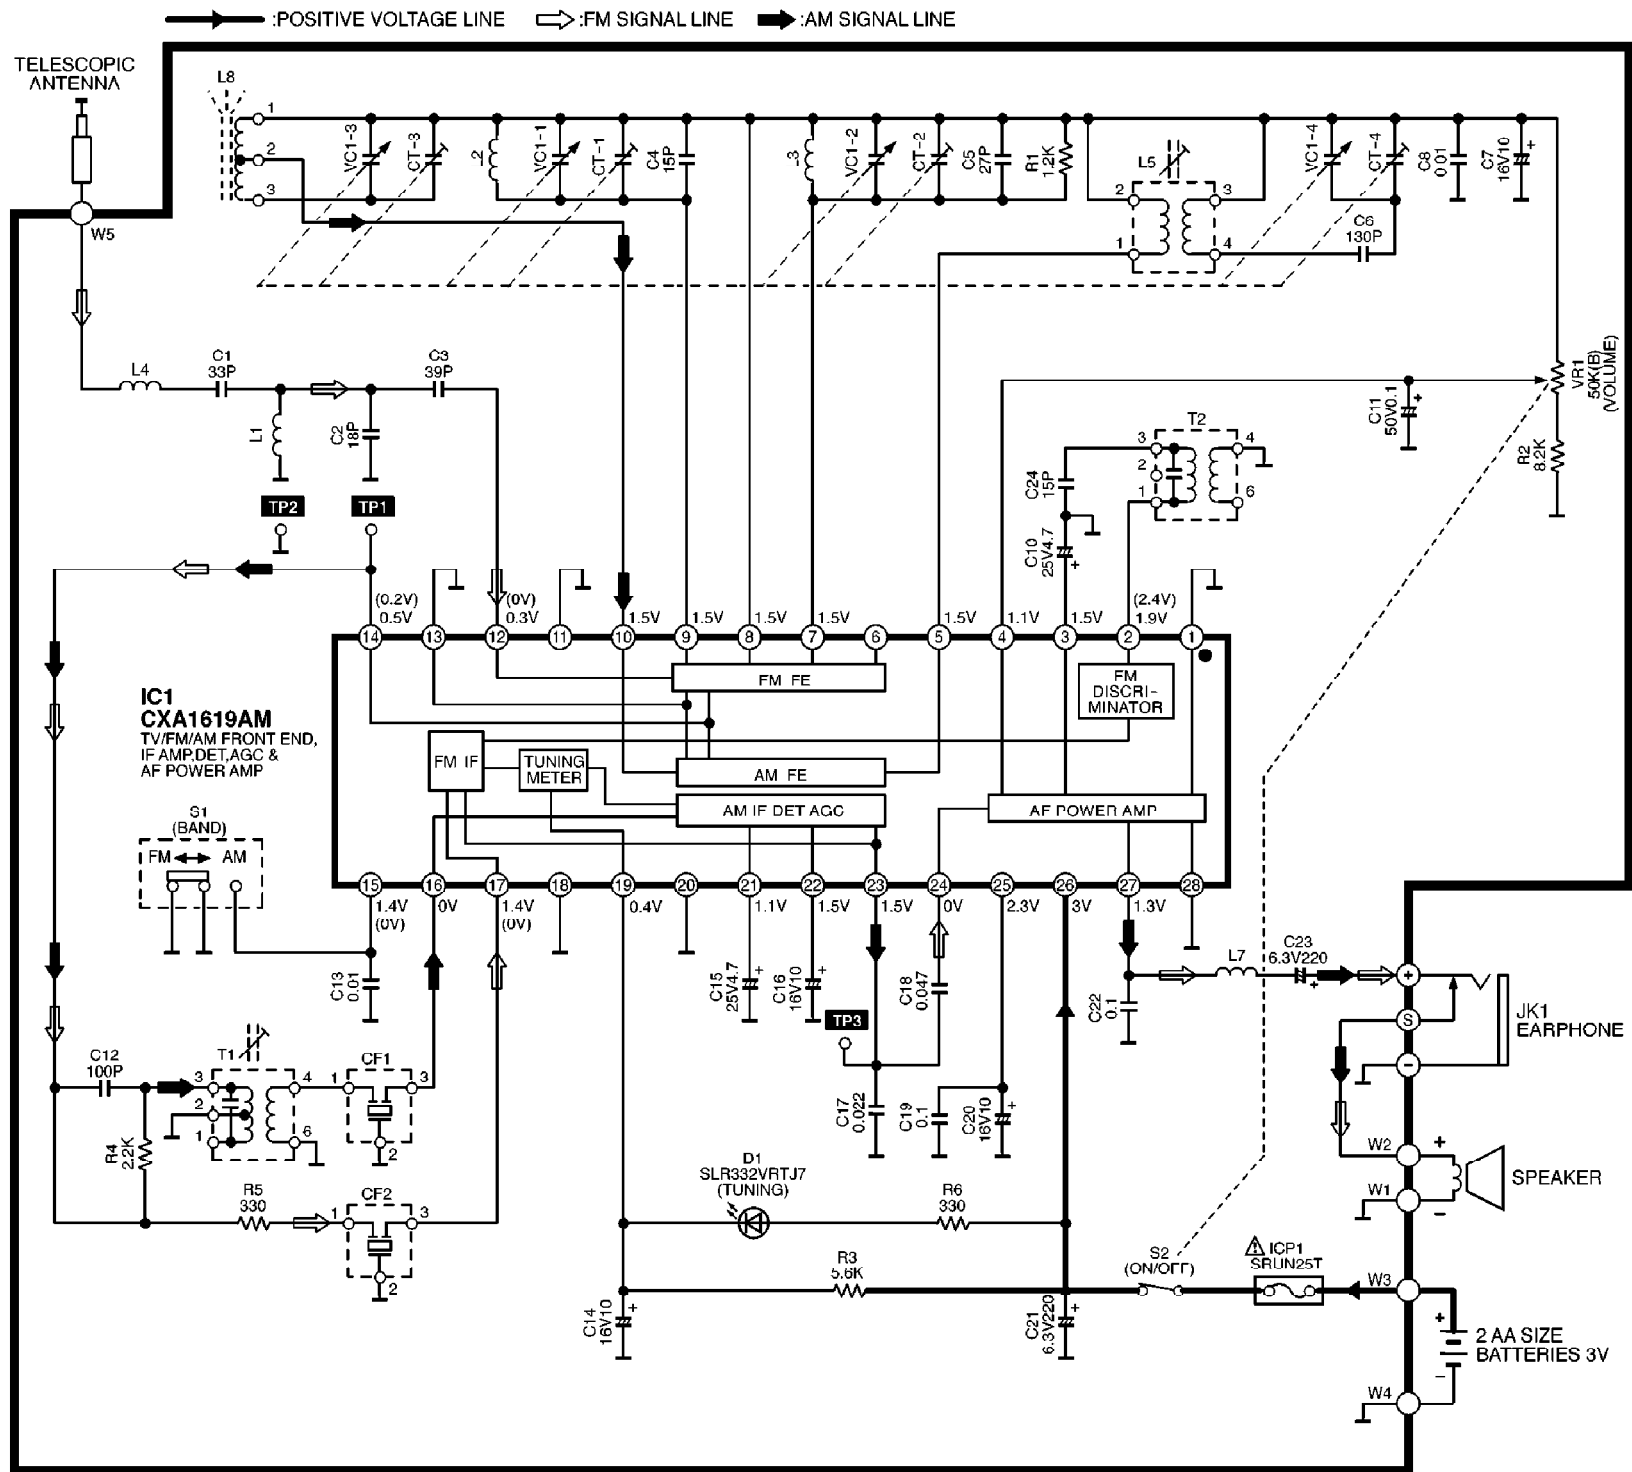 :POSITIVE VOLTAGE LINE :FM SIGNAL LINE :AM SIGNAL LINE
TELESCOPIC
ANTENNA
W5
L8
1
2
3
VC1-3
CT-3
.2
VC1-1
CT-1
C4
15P
.3
VC1-2
CT-2
C5
27P
R1
1.2K
L5
2
1
3
4
VC1-4
CT-4
C6
130P
C8
0.01
C7
16V10
+
L4
C1
33P
L1
C2
18P
C3
39P
TP2
TP1
C11
50V0.1
+
VR1
50K(B)
(VOLUME)
R2
8.2K
T2
3
2
1
4
6
C24
15P
C10
25V4.7
+
(0.2V)
0.5V
(0V)
0.3V
1.5V
1.5V
1.5V
1.5V
1.5V
1.1V
1.5V
(2.4V)
1.9V
14 13 12 11 10 9 8 7 6 5 4 3 2 1
IC1
CXA1619AM
TV/FM/AM FRONT END,
IF AMP,DET,AGC &
AF POWER AMP
FM FE
FM
DISCRI-
MINATOR
FM IF
TUNING
METER
AM FE
AM IF DET AGC
AF POWER AMP
15 16 17 18 19 20 21 22 23 24 25 26 27 28
1.4V
(0V)
0V
1.4V
(0V)
0.4V
1.1V
1.5V
1.5V
0V
2.3V
3V
1.3V
S1
(BAND)
FM AM
C13
0.01
C15
25V4.7
+
C16
16V10
+
TP3
C18
0.047
C17
0.022
C19
0.1
C20
16V10
+
C22
0.1
L7
C23
6.3V220
+
+
S
−
JK1
EARPHONE
C12
100P
R4
2.2K
T1
3
2
1
4
6
CF1
1
3
2
R5
330
CF2
1
3
2
D1
SLR332VRTJ7
(TUNING)
R6
330
R3
5.6K
C14
16V10
+
C21
6.3V220
+
S2
(ON/OFF)
ICP1
SRUN25T
W2
+
W1
−
SPEAKER
W3
+
2 AA SIZE
BATTERIES 3V
−
W4